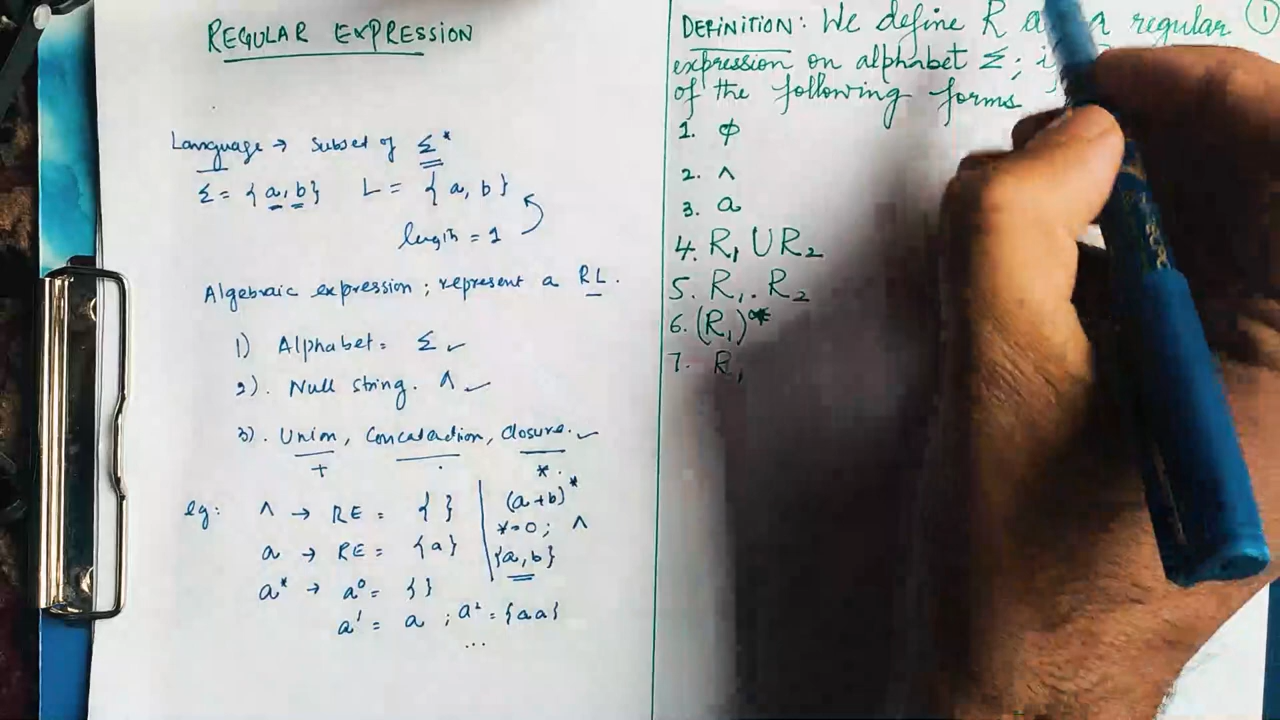 REGULAR EXPRESSION
Language → Subset of Σ*
Σ = {a, b} L = {a, b}
length = 1
Algebraic expression; represent a RL.
1) Alphabet = Σ ✓
2). Null string. ∧ ✓
3). Union, Concatation, Closure. ✓
+ . *.
eg: ∧ → RE = { }
a → RE = {a}
a* → a⁰ = { }
a¹ = a ; a² = {aa}
...
(a+b)*
*=0; ∧
{a, b}
DEFINITION: We define R a regular ①
expression on alphabet Σ;
of the following forms
1. φ
2. ∧
3. a
4. R₁ ∪ R₂
5. R₁ . R₂
6. (R₁)*
7. R₁